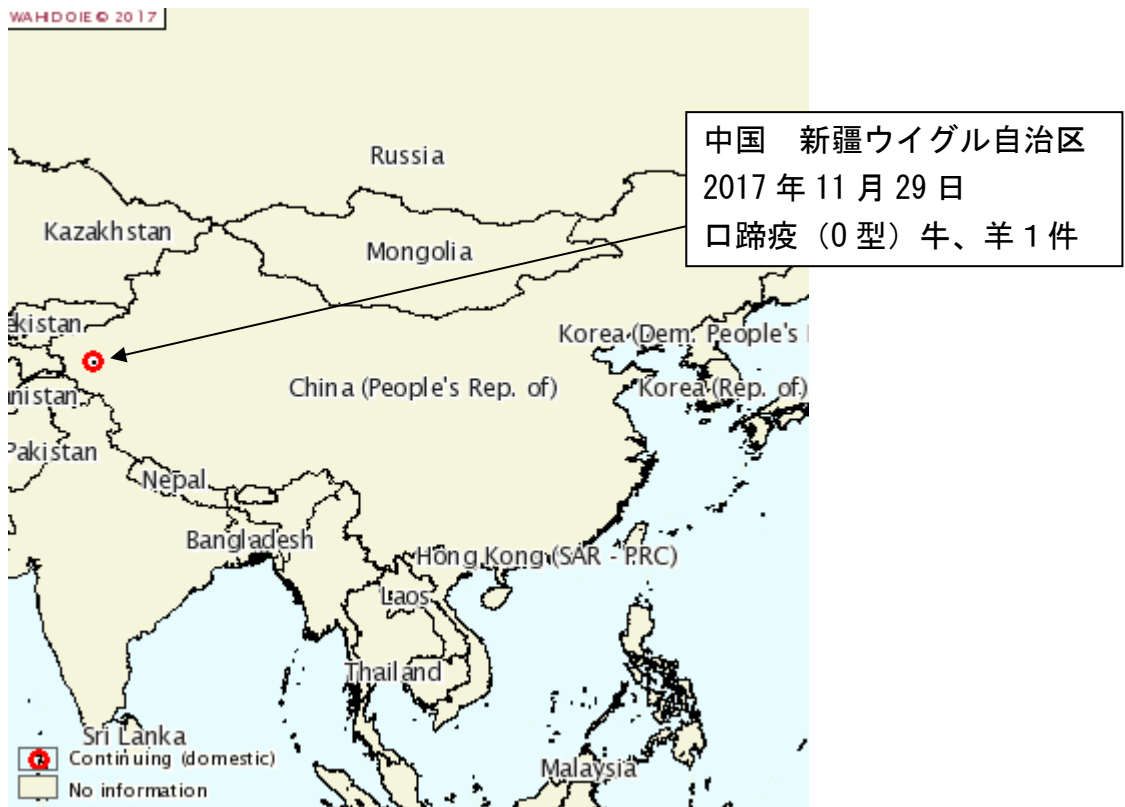 WAHIDOIE © 2017
中国　新疆ウイグル自治区
2017 年 11 月 29 日
口蹄疫（O 型）牛、羊１件
Russia
Kazakhstan
Mongolia
ekistan
Korea (Dem. People's
China (People's Rep. of)
Korea (Rep. of)
nistan
Pakistan
Nepal
Bangladesh
Hong Kong (SAR - PRC)
Laos
Thailand
Sri Lanka
Continuing (domestic)
Malaysia
No information